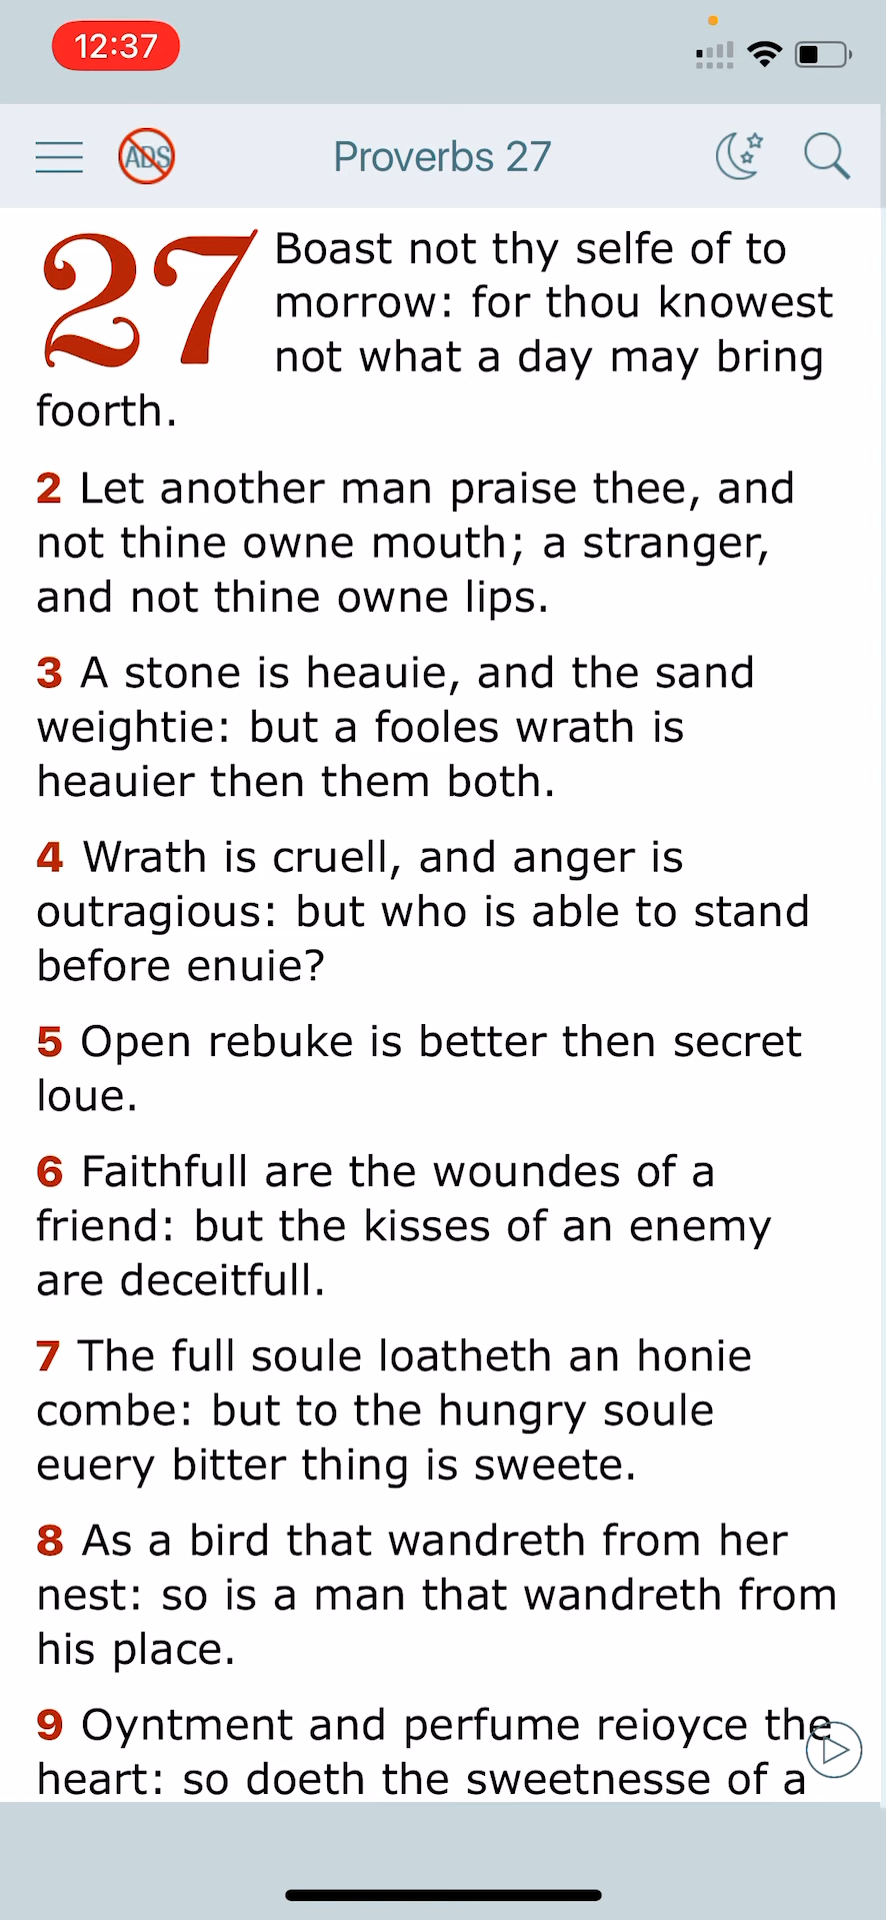 12:37
ADS
Proverbs 27
27 Boast not thy selfe of to
morrow: for thou knowest
not what a day may bring
foorth.
2 Let another man praise thee, and
not thine owne mouth; a stranger,
and not thine owne lips.
3 A stone is heauie, and the sand
weightie: but a fooles wrath is
heauier then them both.
4 Wrath is cruell, and anger is
outragious: but who is able to stand
before enuie?
5 Open rebuke is better then secret
loue.
6 Faithfull are the woundes of a
friend: but the kisses of an enemy
are deceitfull.
7 The full soule loatheth an honie
combe: but to the hungry soule
euery bitter thing is sweete.
8 As a bird that wandreth from her
nest: so is a man that wandreth from
his place.
9 Oyntment and perfume reioyce the
heart: so doeth the sweetnesse of a